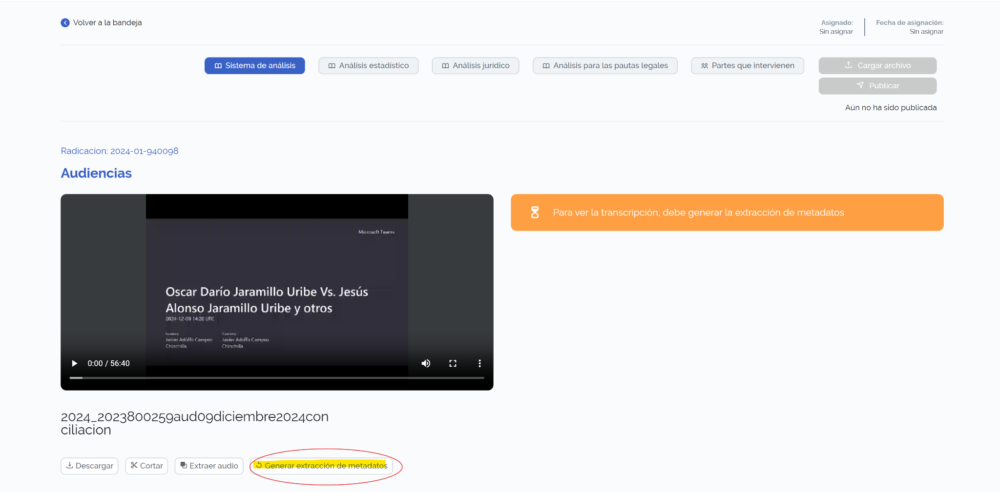 Volver a la bandeja
Asignado:
Sin asignar
Fecha de asignación:
Sin asignar
Sistema de análisis
Análisis estadístico
Análisis jurídico
Análisis para las pautas legales
Partes que intervienen
Cargar archivo
Publicar
Aún no ha sido publicada
Radicacion: 2024-01-940098
Audiencias
Microsoft Teams
Oscar Darío Jaramillo Uribe Vs. Jesús
Alonso Jaramillo Uribe y otros
2024-12-09 14:20 UTC
Javier Adolfo Campos
Chinchilla
Javier Adolfo Campos
Chinchilla
0:00 / 56:40
Para ver la transcripción, debe generar la extracción de metadatos
2024_2023800259aud09diciembre2024con
ciliacion
Descargar
Cortar
Extraer audio
Generar extracción de metadatos